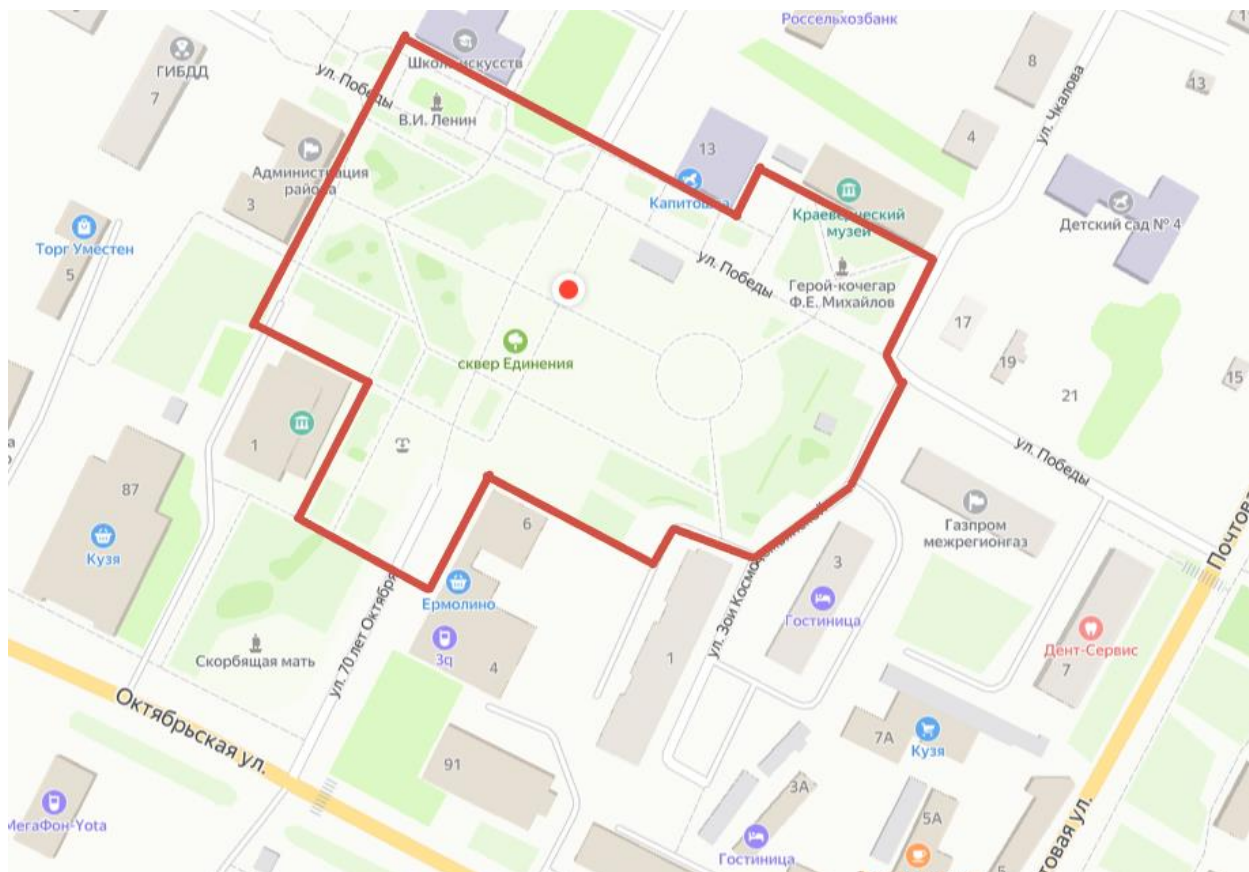 Россельхозбанк
ГИБДД
7
Школа искусств
ул. Победы
В.И. Ленин
8
ул. Чкалова
13
4
Администрация
района
3
13
Капитошка
Краеведческий
музей
Детский сад № 4
Торг Уместен
5
ул. Победы
Герой-кочегар
Ф.Е. Михайлов
17
19
15
21
сквер Единения
1
ул. Победы
87
Кузя
6
Газпром
межрегионгаз
Почтовая
3
Ермолино
Гостиница
ул. Зои Космодемьянской
ул. 70 лет Октября
Скорбящая мать
3q
4
1
Дент-Сервис
7
Октябрьская ул.
7А
Кузя
91
МегаФон-Yota
3А
5А
Гостиница
товая ул.
5